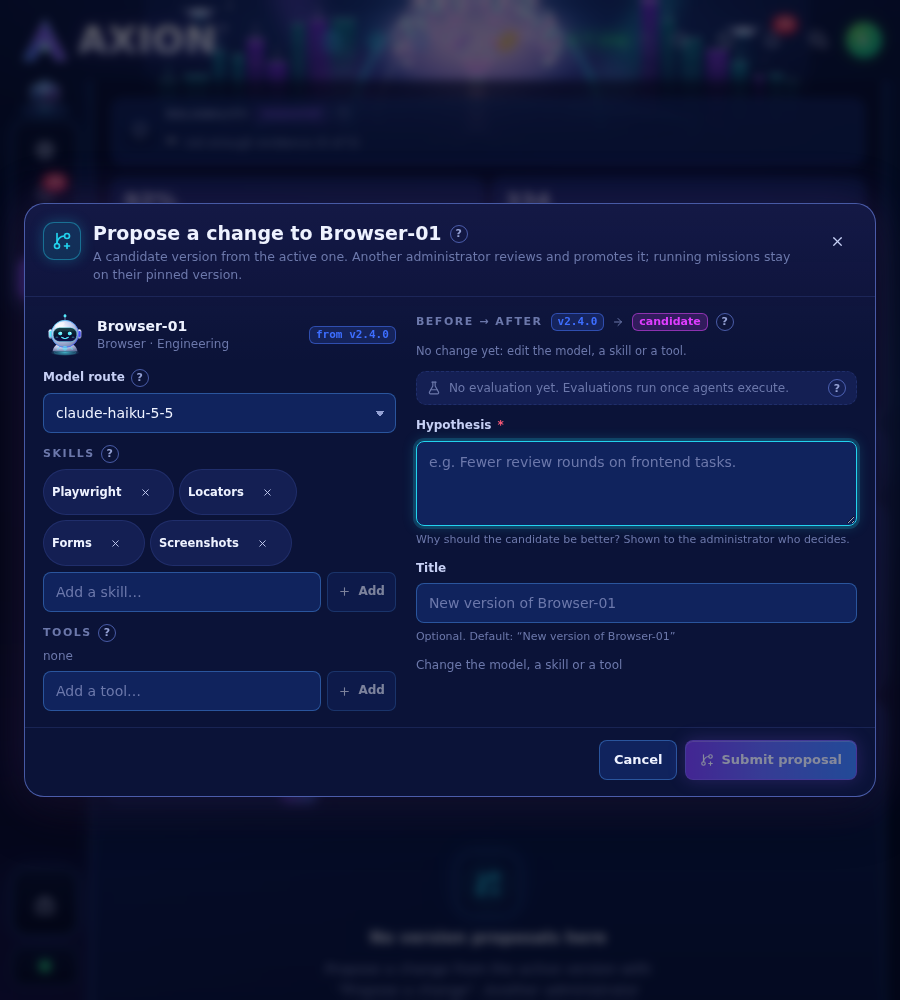 AXION
Propose a change to Browser-01 ?
A candidate version from the active one. Another administrator reviews and promotes it; running missions stay
on their pinned version.
Browser-01
Browser · Engineering
from v2.4.0
Model route ?
claude-haiku-5-5
SKILLS ?
Playwright ×
Locators ×
Forms ×
Screenshots ×
Add a skill...
+ Add
TOOLS ?
none
Add a tool...
+ Add
BEFORE → AFTER v2.4.0 → candidate ?
No change yet: edit the model, a skill or a tool.
No evaluation yet. Evaluations run once agents execute. ?
Hypothesis *
e.g. Fewer review rounds on frontend tasks.
Why should the candidate be better? Shown to the administrator who decides.
Title
New version of Browser-01
Optional. Default: “New version of Browser-01”
Change the model, a skill or a tool
Cancel
Submit proposal
No version proposals here